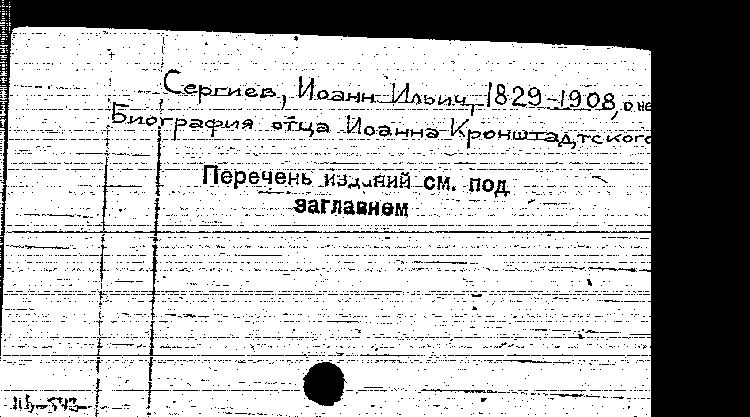 Сергиев, Иоанн Ильич, 1829-1908, о не
Биография отца Иоанна Кронштадтского
Перечень изданий см. под
заглавием